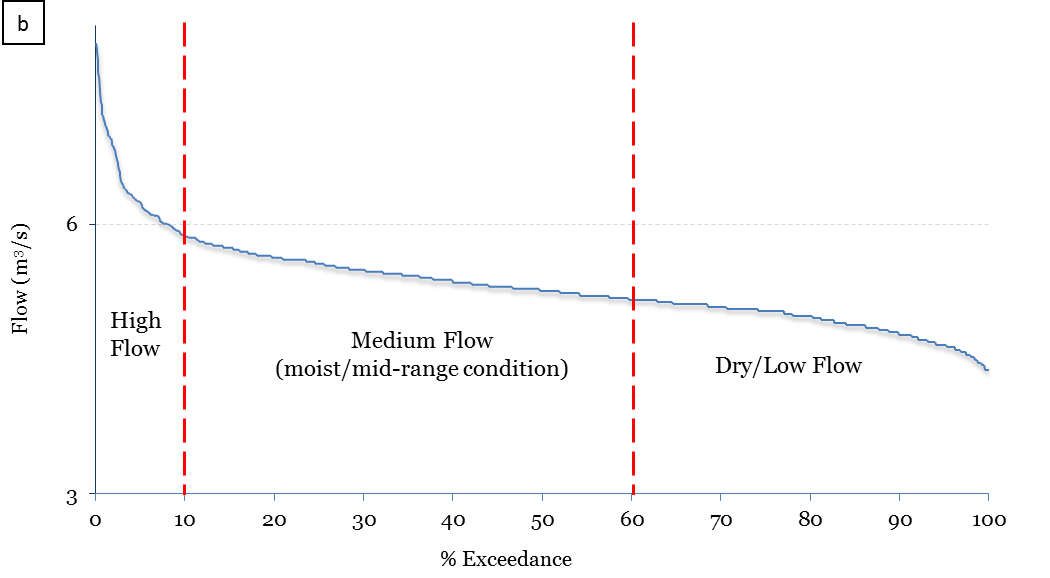 b
Flow (m³/s)
6
3
High
Flow
Medium Flow
(moist/mid-range condition)
Dry/Low Flow
0 10 20 30 40 50 60 70 80 90 100
% Exceedance